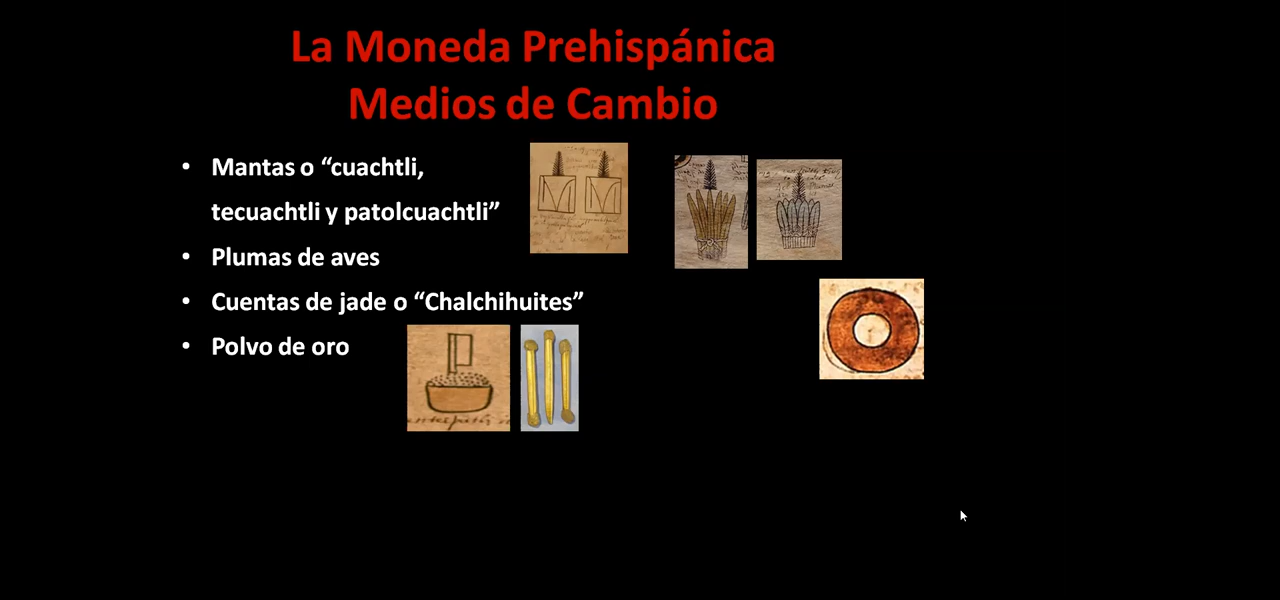 La Moneda Prehispánica
Medios de Cambio
• Mantas o “cuachtli,
tecuachtli y patolcuachtli”
• Plumas de aves
• Cuentas de jade o “Chalchihuites”
• Polvo de oro